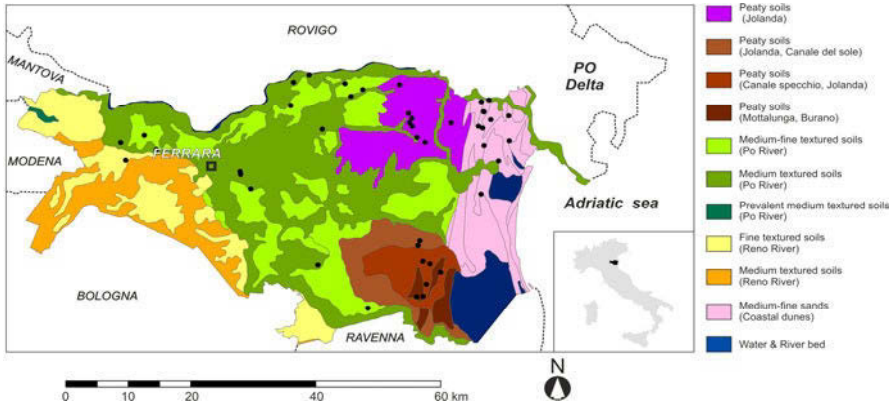 ROVIGO
MANTOVA
PO
Delta
MODENA
FERRARA
Adriatic sea
BOLOGNA
RAVENNA
N
0 10 20 40 60 km
Peaty soils
(Jolanda)
Peaty soils
(Jolanda, Canale del sole)
Peaty soils
(Canale specchio, Jolanda)
Peaty soils
(Mottalunga, Burano)
Medium-fine textured soils
(Po River)
Medium textured soils
(Po River)
Prevalent medium textured soils
(Po River)
Fine textured soils
(Reno River)
Medium textured soils
(Reno River)
Medium-fine sands
(Coastal dunes)
Water & River bed